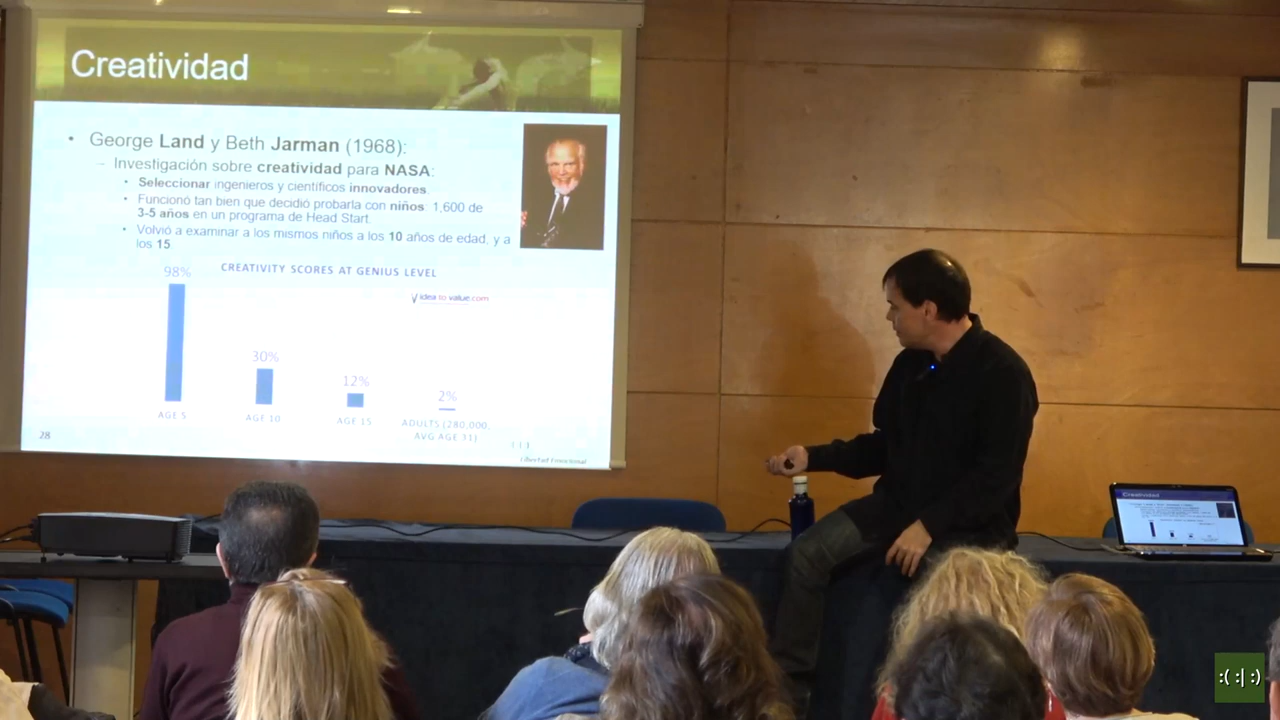 Creatividad
• George Land y Beth Jarman (1968):
– Investigación sobre creatividad para NASA:
• Seleccionar ingenieros y científicos innovadores.
• Funcionó tan bien que decidió probarla con niños: 1,600 de
3-5 años en un programa de Head Start.
• Volvió a examinar a los mismos niños a los 10 años de edad, y a
los 15
CREATIVITY SCORES AT GENIUS LEVEL
idea to value.com
98%
30%
12%
2%
AGE 5
AGE 10
AGE 15
ADULTS (280,000,
AVG AGE 31)
28
Libertad Emocional
Creatividad
:( :| :)